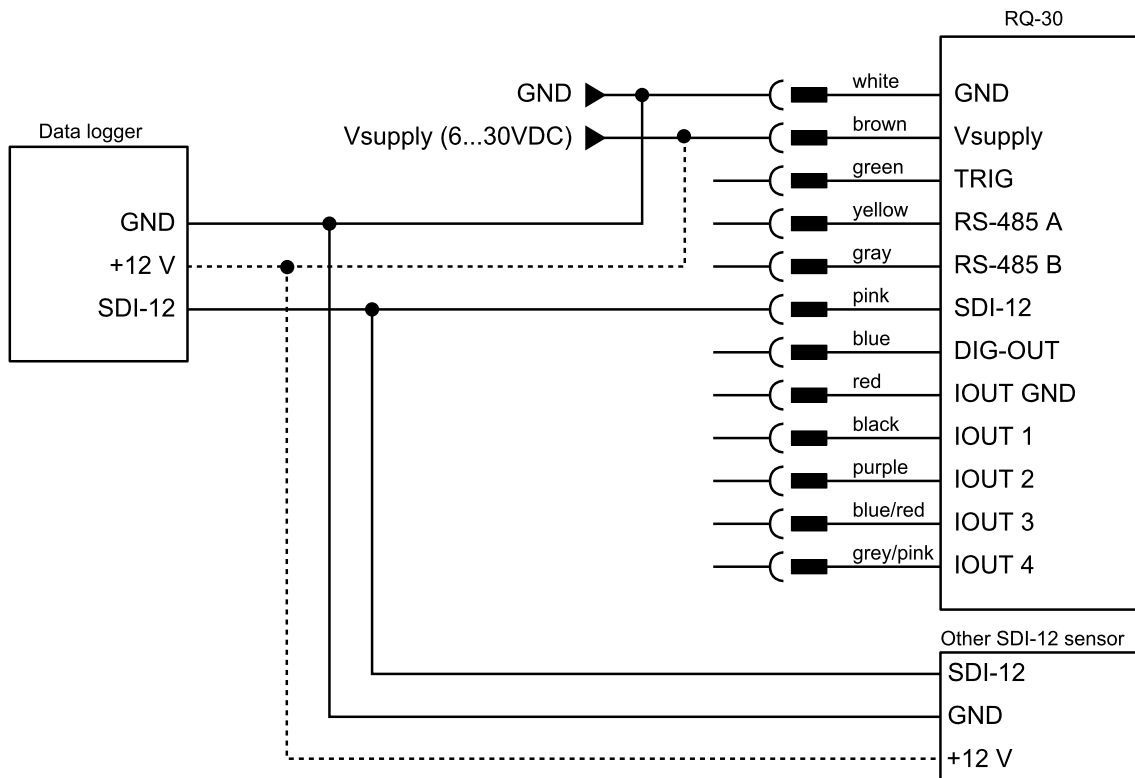 RQ-30
GND
white
GND
Data logger
Vsupply (6...30VDC)
brown
Vsupply
green
TRIG
GND
yellow
RS-485 A
+12 V
gray
RS-485 B
SDI-12
pink
SDI-12
blue
DIG-OUT
red
IOUT GND
black
IOUT 1
purple
IOUT 2
blue/red
IOUT 3
grey/pink
IOUT 4
Other SDI-12 sensor
SDI-12
GND
+12 V